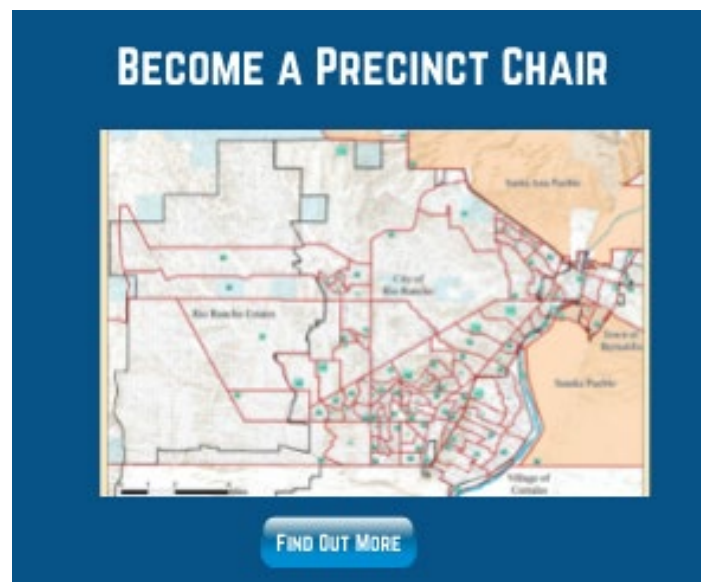 BECOME A PRECINCT CHAIR
Santa Ana Pueblo
City of
Rio Rancho
Rio Rancho Estates
Town of
Bernalillo
Sandia Pueblo
Village of
Corrales
FIND OUT MORE